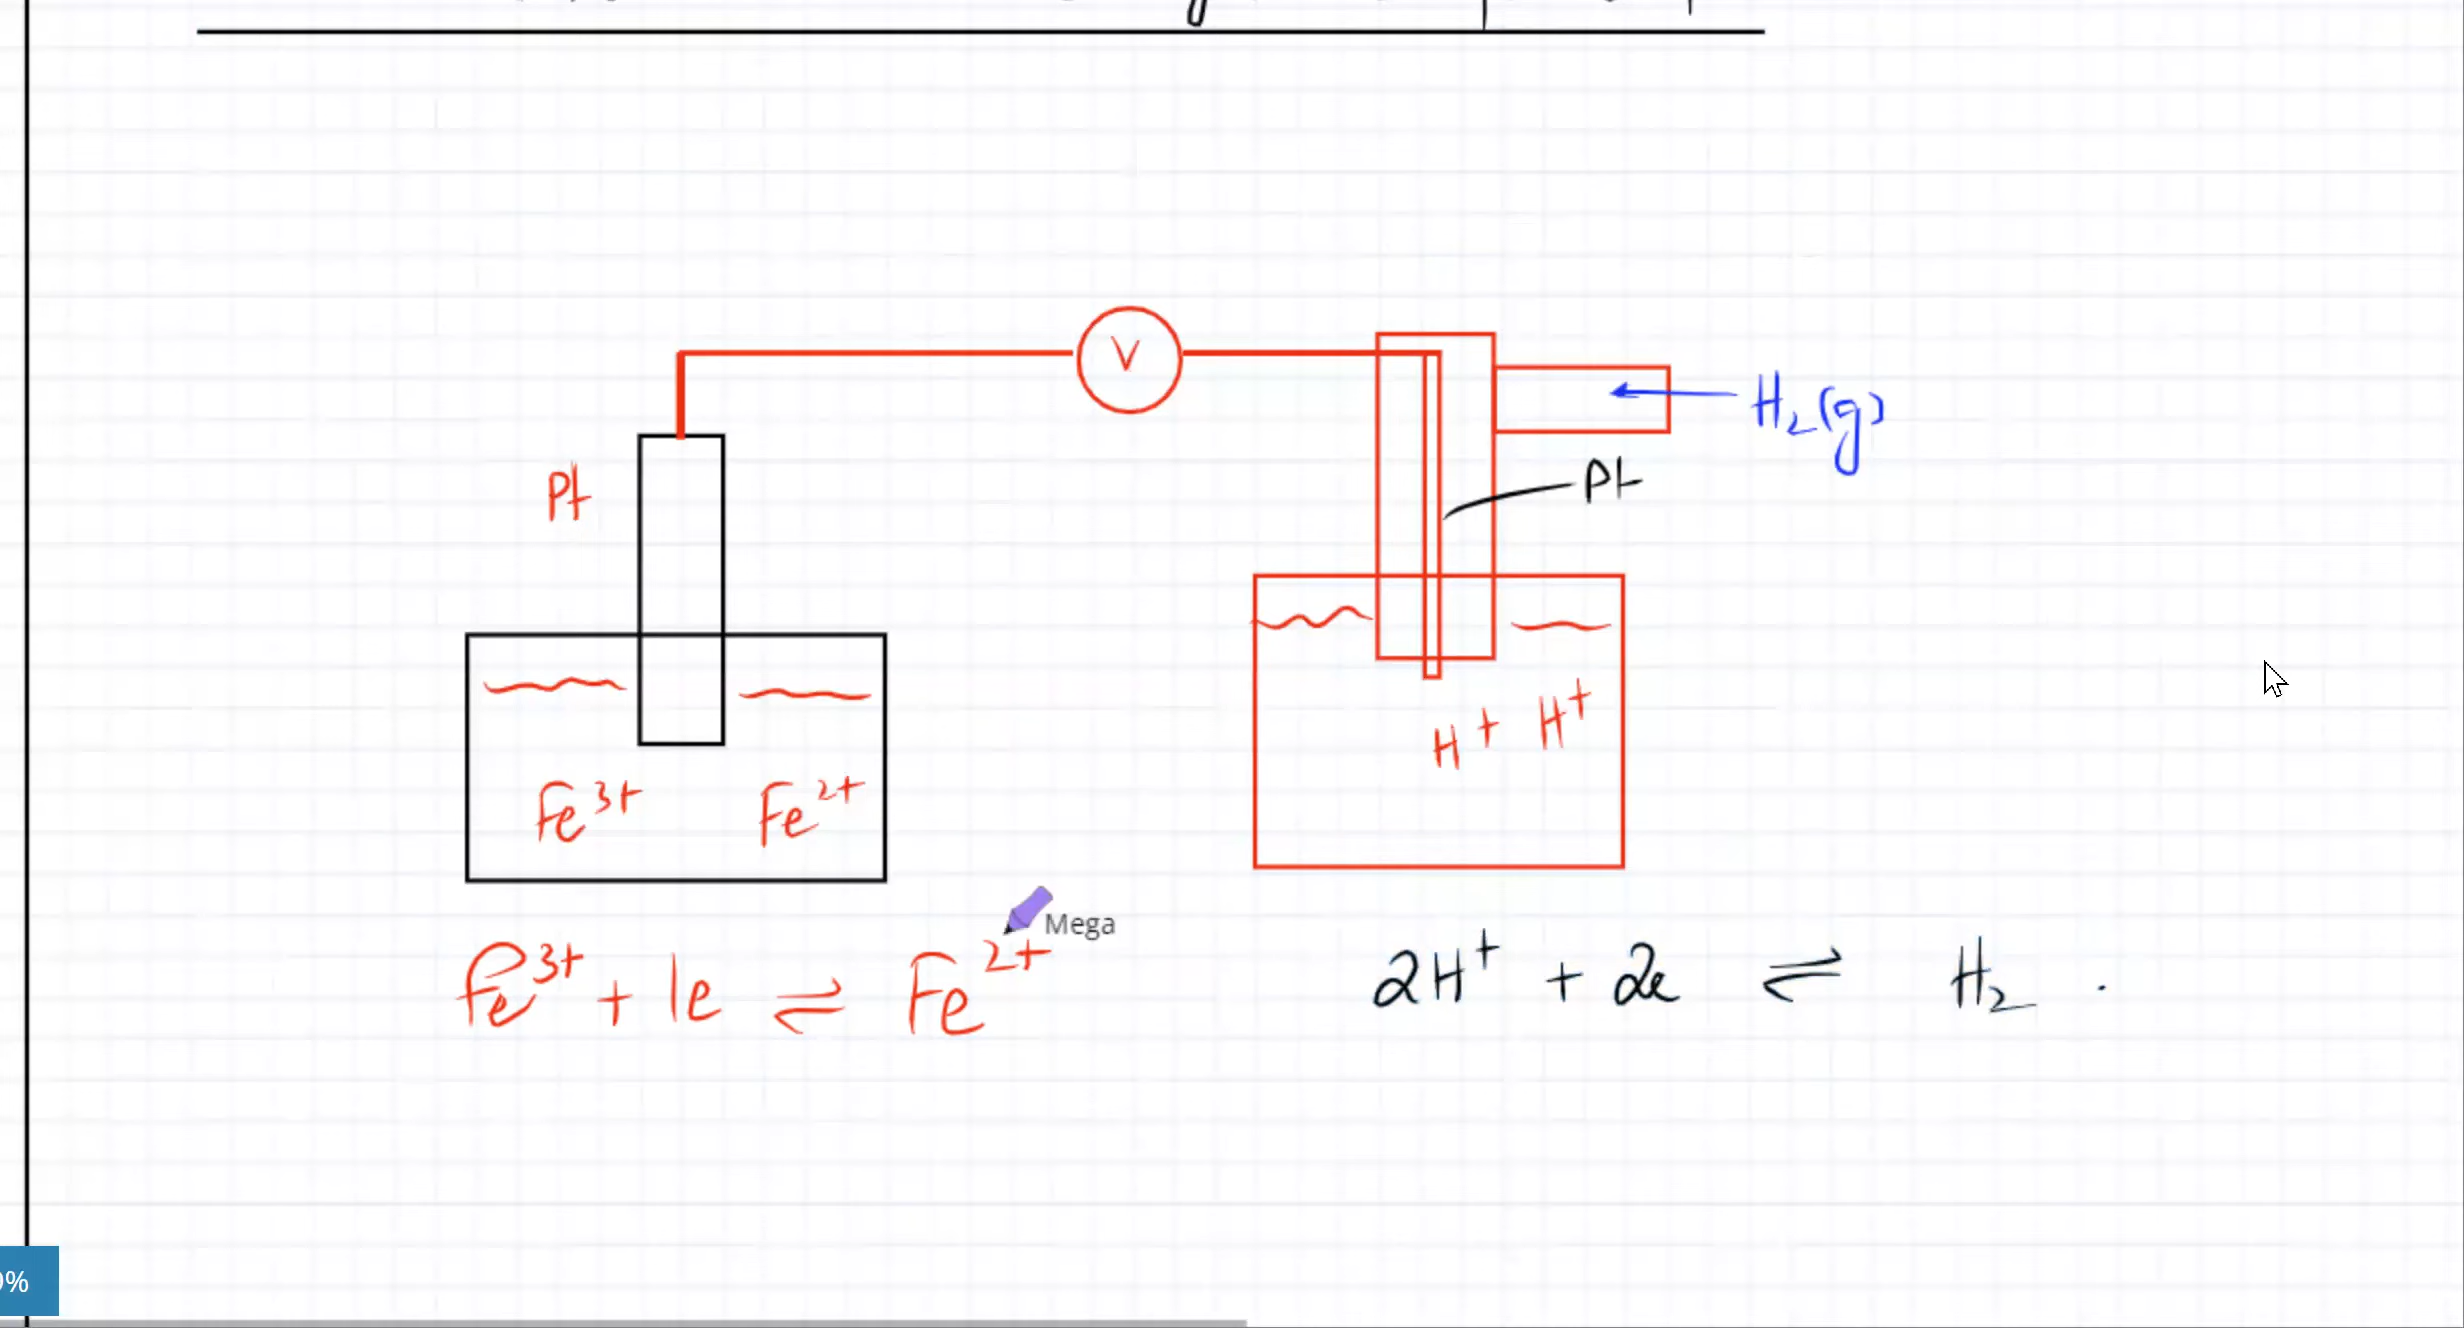 V
H₂(g)
Pt
Pt
H⁺ H⁺
Fe³⁺ Fe²⁺
Mega
Fe³⁺ + 1e ⇌ Fe²⁺
2H⁺ + 2e ⇌ H₂ .
%